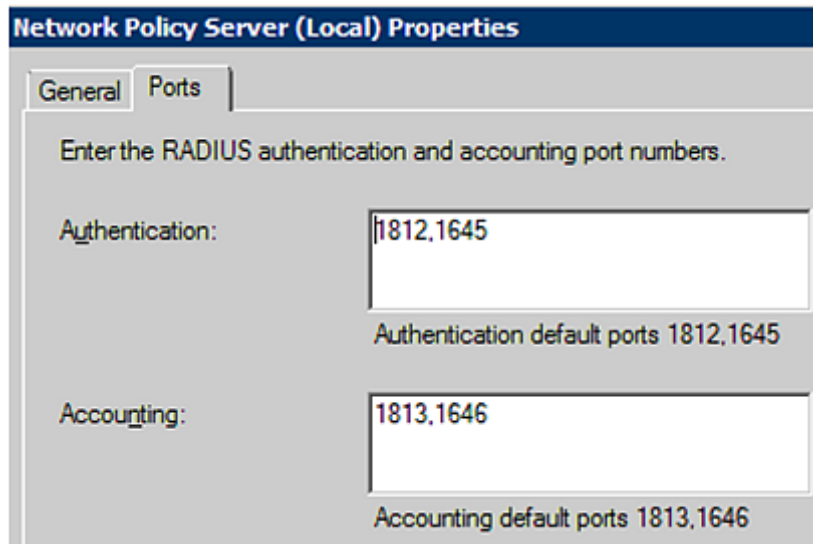 Network Policy Server (Local) Properties
General
Ports
Enter the RADIUS authentication and accounting port numbers.
Authentication:
1812,1645
Authentication default ports 1812,1645
Accounting:
1813,1646
Accounting default ports 1813,1646